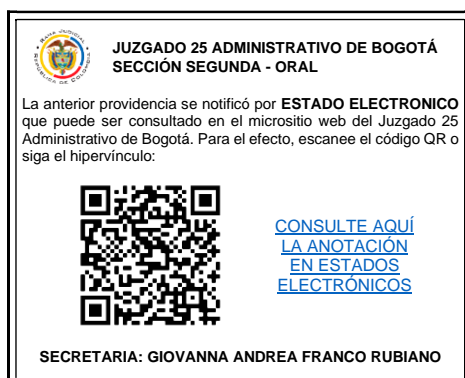 JUZGADO 25 ADMINISTRATIVO DE BOGOTÁ
SECCIÓN SEGUNDA - ORAL
La anterior providencia se notificó por ESTADO ELECTRONICO
que puede ser consultado en el micrositio web del Juzgado 25
Administrativo de Bogotá. Para el efecto, escanee el código QR o
siga el hipervínculo:
CONSULTE AQUÍ
LA ANOTACIÓN
EN ESTADOS
ELECTRÓNICOS
SECRETARIA: GIOVANNA ANDREA FRANCO RUBIANO